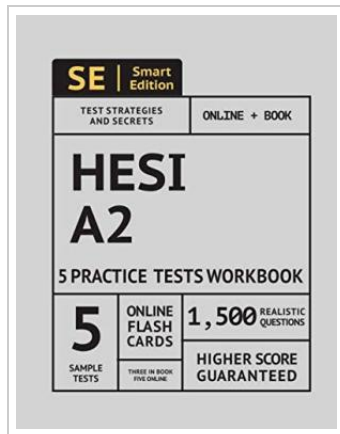 SE
Smart
Edition
TEST STRATEGIES
AND SECRETS
ONLINE + BOOK
HESI
A2
5 PRACTICE TESTS WORKBOOK
5
SAMPLE
TESTS
ONLINE
FLASH
CARDS
THREE IN BOOK
FIVE ONLINE
1,500 REALISTIC
QUESTIONS
HIGHER SCORE
GUARANTEED